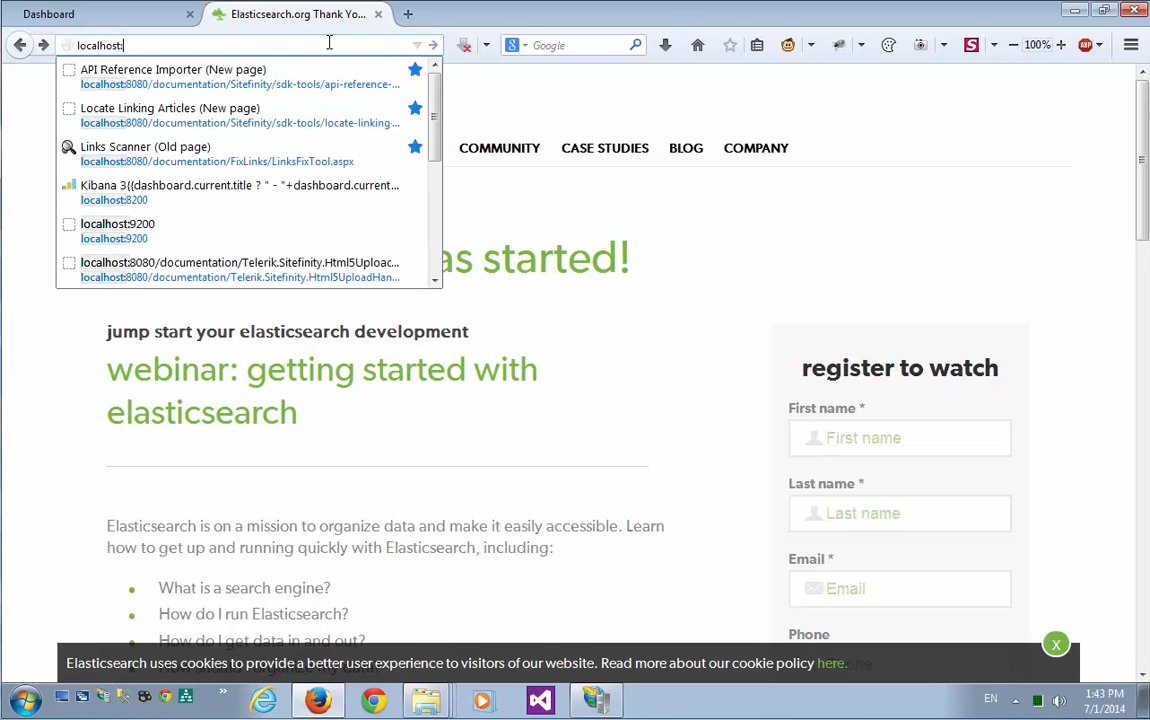 Dashboard
Elasticsearch.org Thank Yo...
localhost:
Google
100%
ABP
API Reference Importer (New page)
localhost:8080/documentation/Sitefinity/sdk-tools/api-reference-...
Locate Linking Articles (New page)
localhost:8080/documentation/Sitefinity/sdk-tools/locate-linking-...
Links Scanner (Old page)
localhost:8080/documentation/FixLinks/LinksFixTool.aspx
Kibana 3{{dashboard.current.title ? " - "+dashboard.current...
localhost:8200
localhost:9200
localhost:9200
localhost:8080/documentation/Telerik.Sitefinity.Html5Uploac...
localhost:8080/documentation/Telerik.Sitefinity.Html5UploadHan...
COMMUNITY CASE STUDIES BLOG COMPANY
as started!
jump start your elasticsearch development
webinar: getting started with
elasticsearch
Elasticsearch is on a mission to organize data and make it easily accessible. Learn
how to get up and running quickly with Elasticsearch, including:
What is a search engine?
How do I run Elasticsearch?
How do I get data in and out?
register to watch
First name *
First name
Last name *
Last name
Email *
Email
Phone
Elasticsearch uses cookies to provide a better user experience to visitors of our website. Read more about our cookie policy here.
x
EN
1:43 PM
7/1/2014